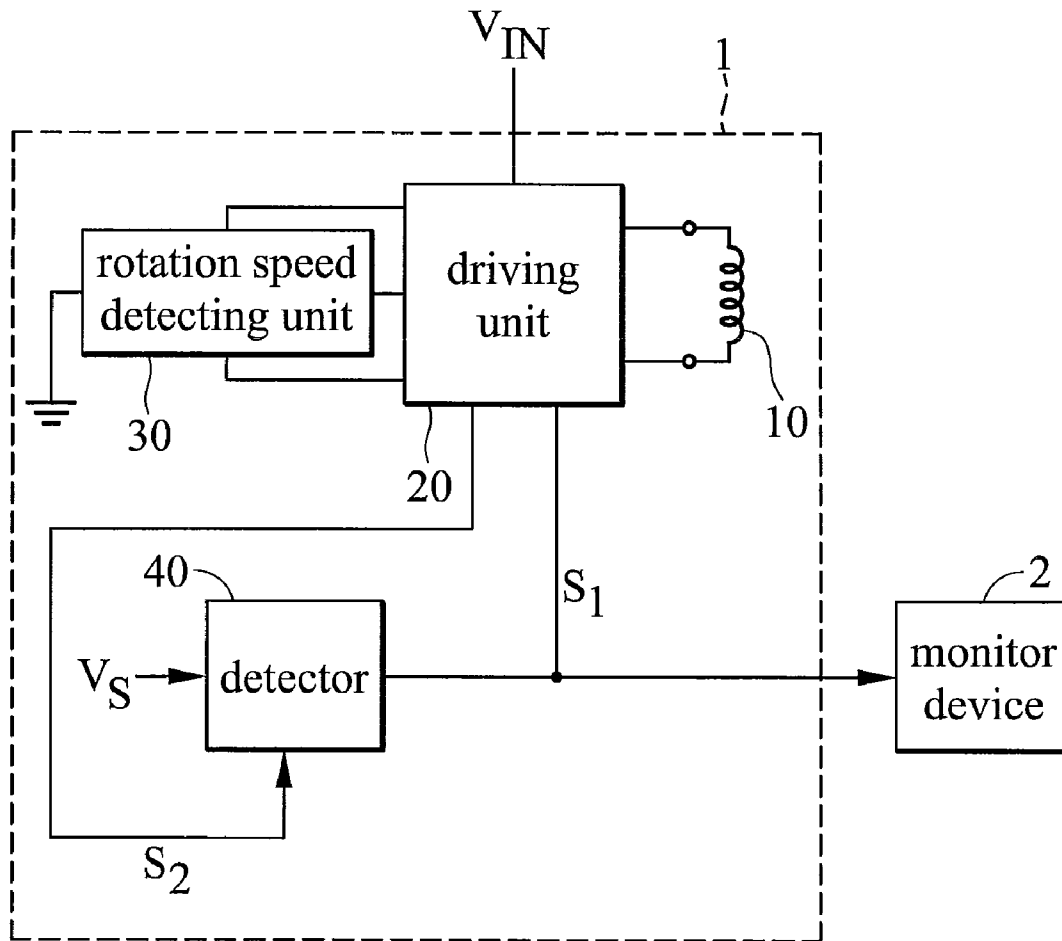 V_IN
1
rotation speed
detecting unit
driving
unit
30
20
10
40
S_1
2
V_S
detector
monitor
device
S_2